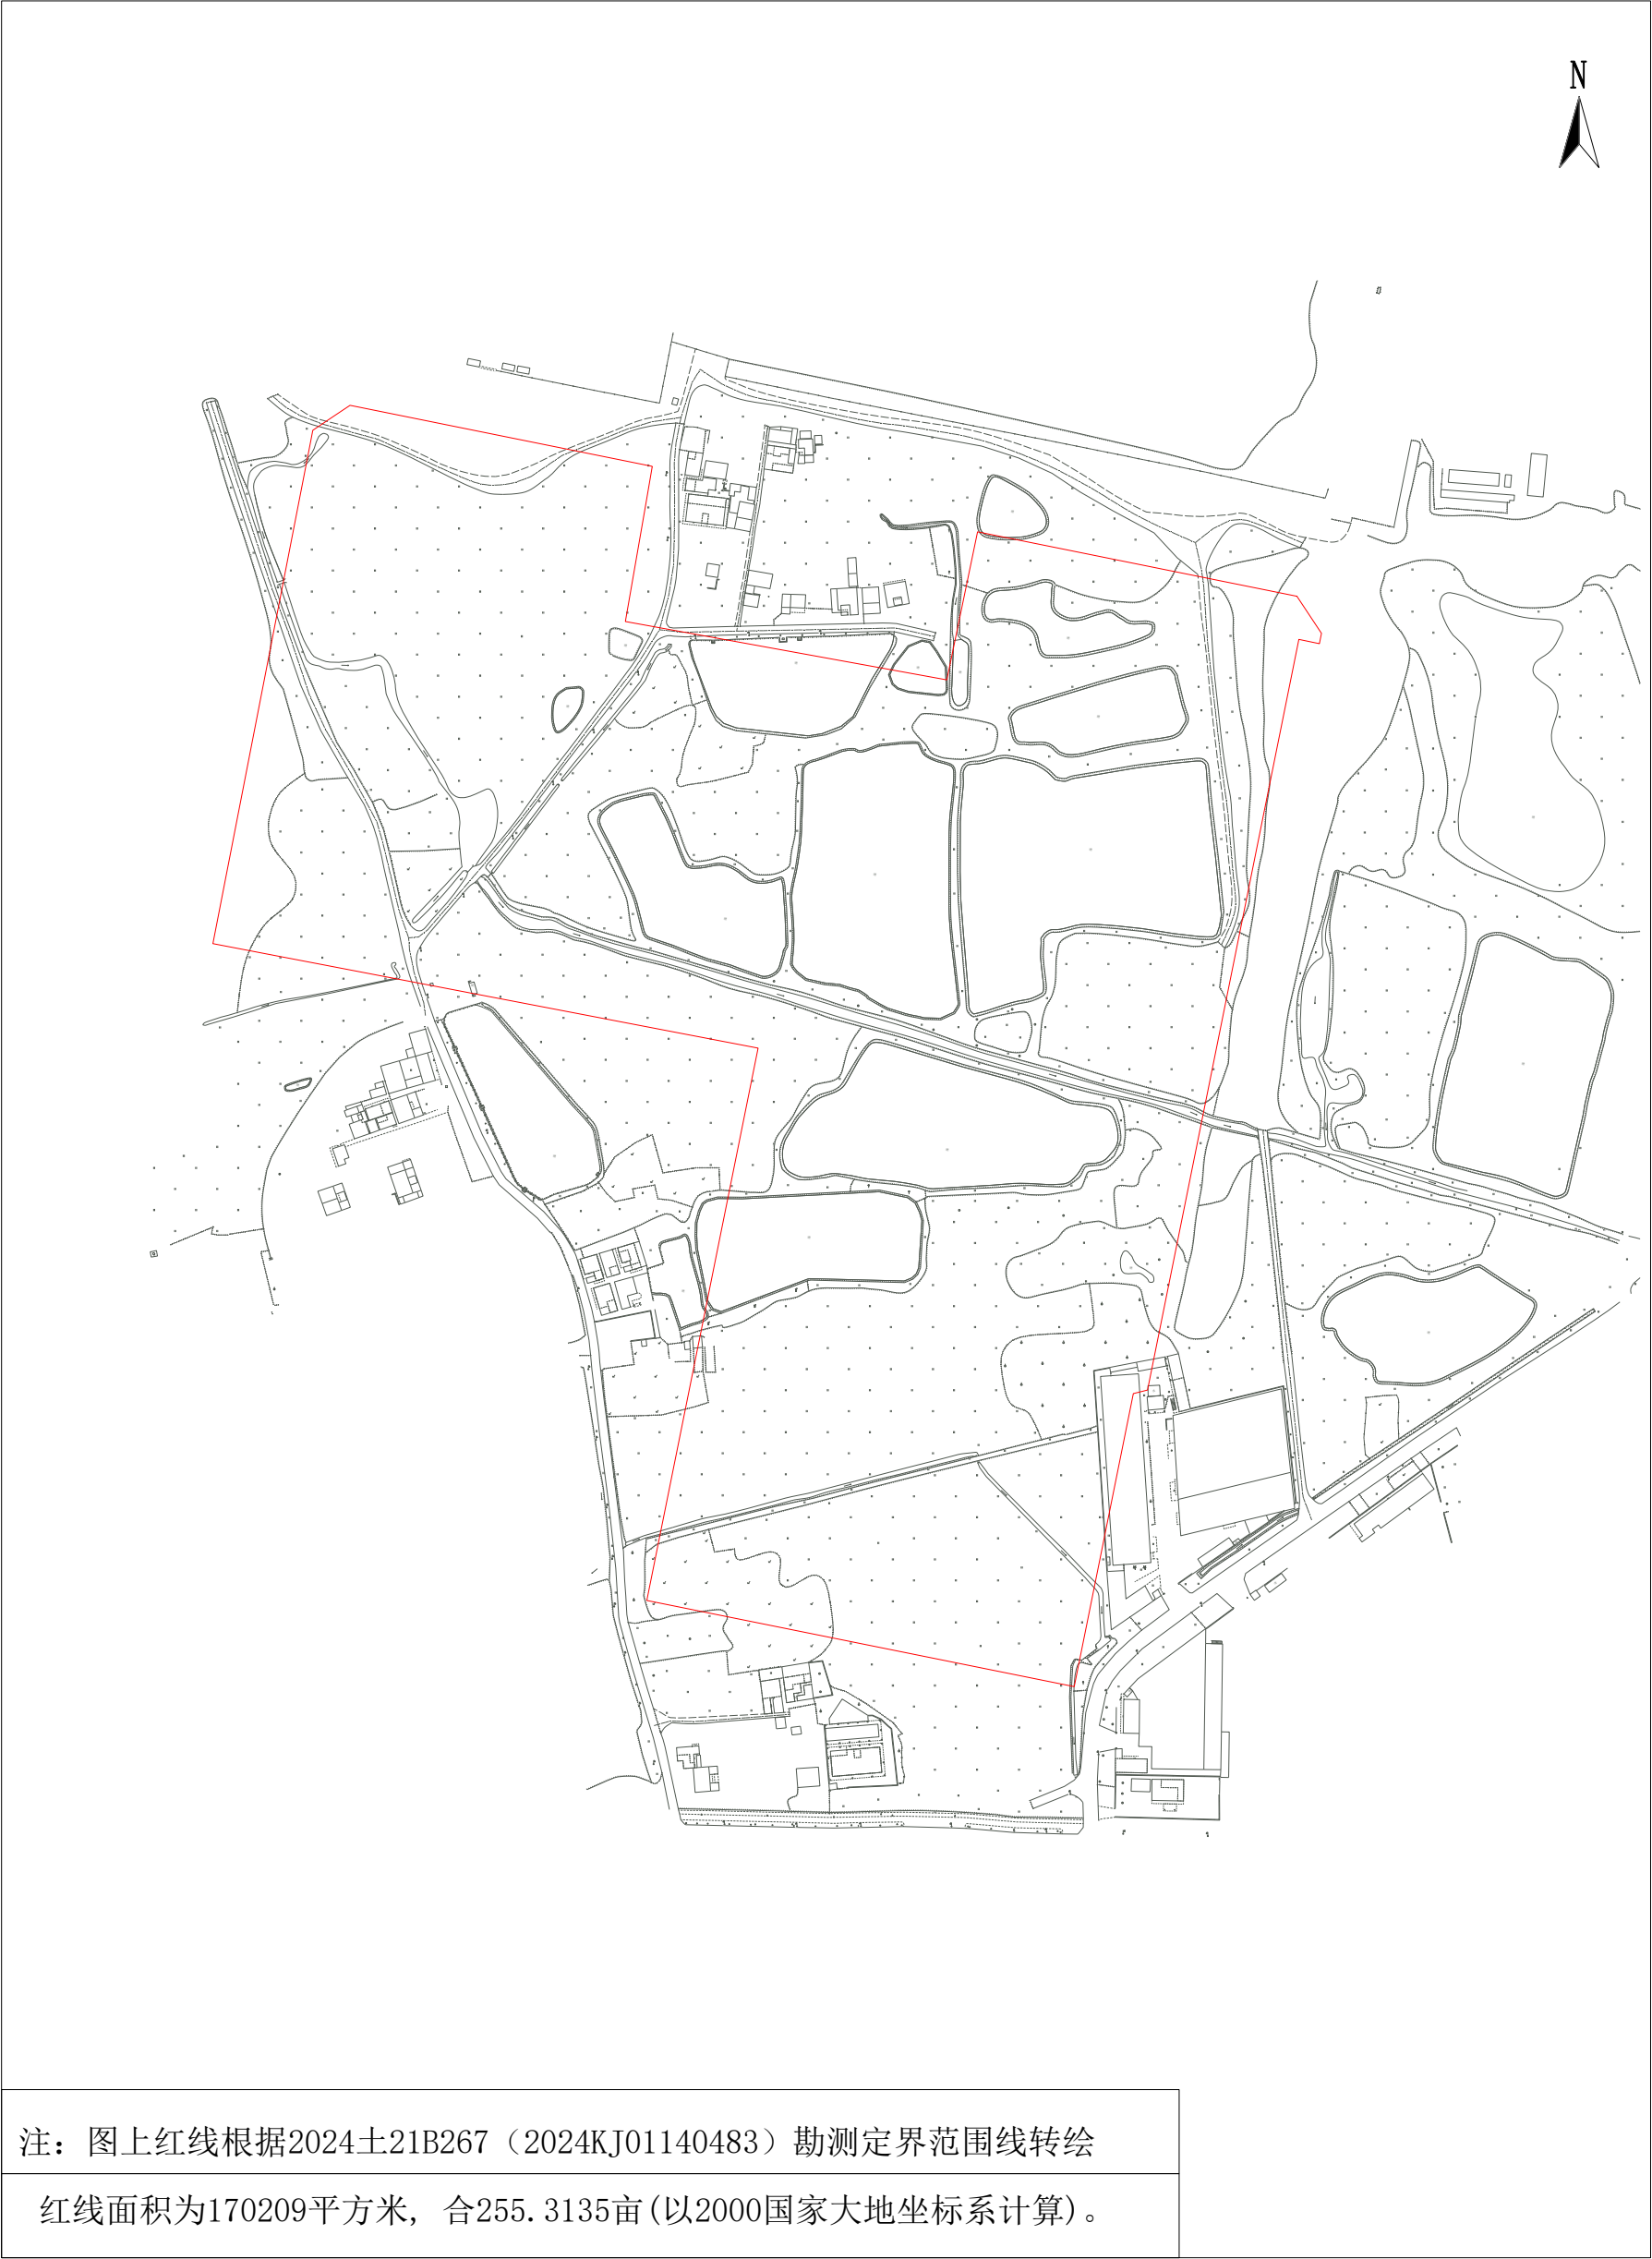 N
注：图上红线根据2024土21B267（2024KJ01140483）勘测定界范围线转绘
红线面积为170209平方米, 合255.3135亩(以2000国家大地坐标系计算)。